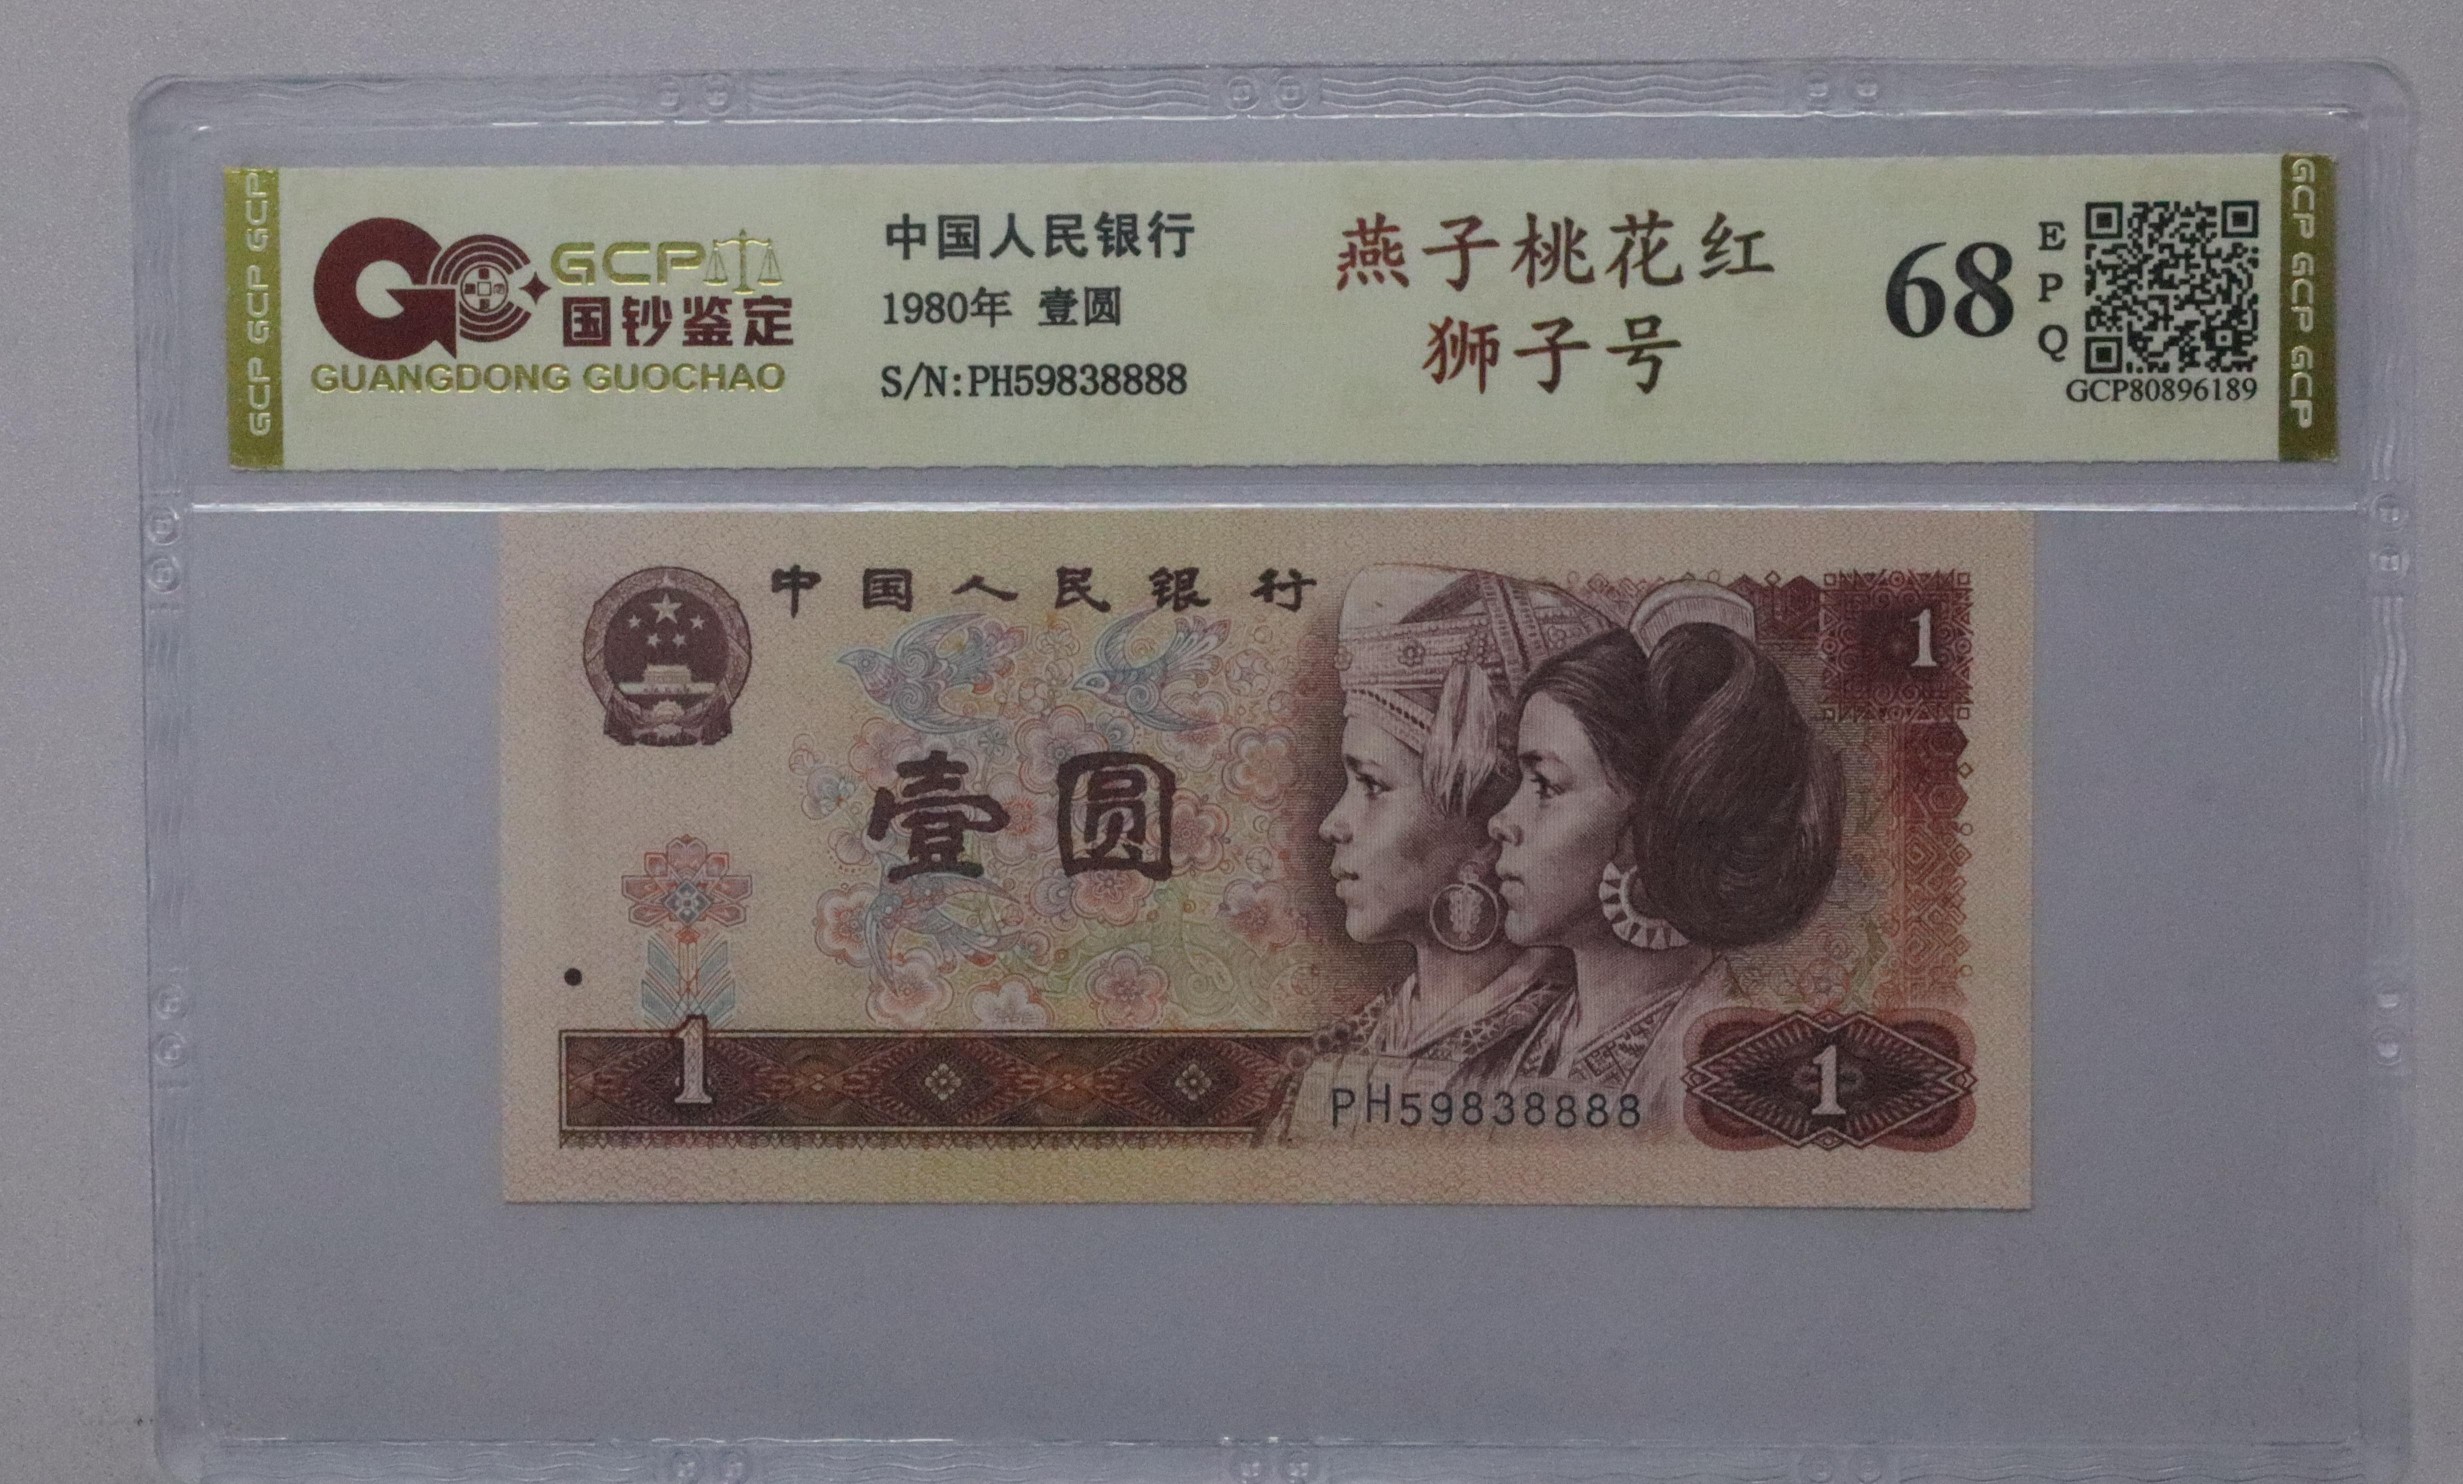 GCP GCP GCP
GCP
国钞鉴定
GUANGDONG GUOCHAO
中国人民银行
1980年 壹圆
S/N:PH59838888
燕子桃花红
狮子号
68
E
P
Q
GCP80896189
GCP GCP GCP
中国人民银行
1
壹圆
1
PH59838888
1